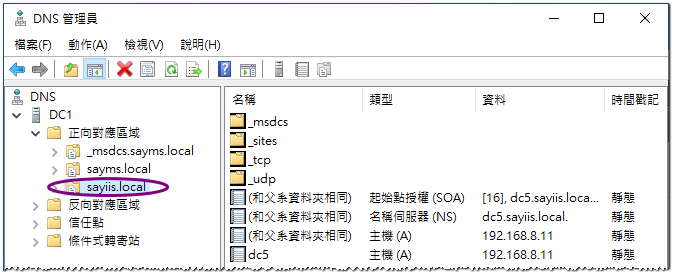 DNS 管理員
檔案(F) 動作(A) 檢視(V) 說明(H)
DNS
DC1
正向對應區域
_msdcs.sayms.local
sayms.local
sayiis.local
反向對應區域
信任點
條件式轉寄站
名稱 類型 資料 時間戳記
_msdcs
_sites
_tcp
_udp
(和父系資料夾相同) 起始點授權 (SOA) [16], dc5.sayiis.loca... 靜態
(和父系資料夾相同) 名稱伺服器 (NS) dc5.sayiis.local. 靜態
(和父系資料夾相同) 主機 (A) 192.168.8.11 靜態
dc5 主機 (A) 192.168.8.11 靜態